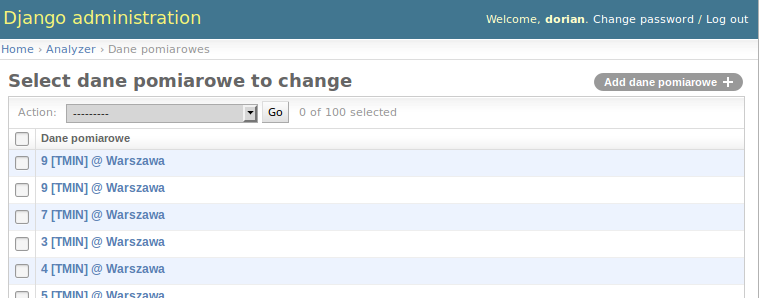 Django administration
Welcome, dorian. Change password / Log out
Home › Analyzer › Dane pomiarowes
Select dane pomiarowe to change
Add dane pomiarowe +
Action: --------- Go 0 of 100 selected
Dane pomiarowe
9 [TMIN] @ Warszawa
9 [TMIN] @ Warszawa
7 [TMIN] @ Warszawa
3 [TMIN] @ Warszawa
4 [TMIN] @ Warszawa
5 [TMIN] @ Warszawa